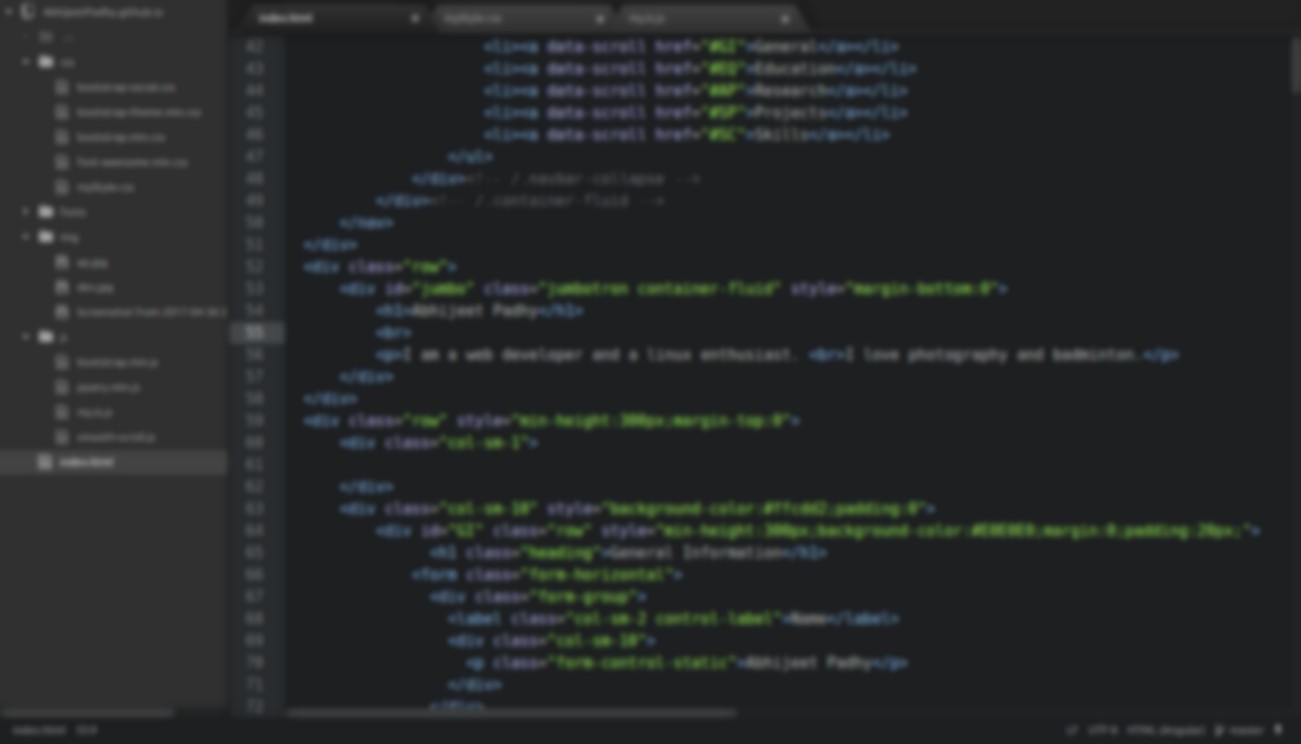 AbhijeetPadhy.github.io
css
bootstrap-social.css
bootstrap-theme.min.css
bootstrap.min.css
font-awesome.min.css
myStyle.css
fonts
img
js
bootstrap.min.js
jquery.min.js
myJs.js
smooth-scroll.js
index.html
index.html
myStyle.css
myJs.js
42 <li><a data-scroll href="#GI">General</a></li>
43 <li><a data-scroll href="#EQ">Education</a></li>
44 <li><a data-scroll href="#RP">Research</a></li>
45 <li><a data-scroll href="#SP">Projects</a></li>
46 <li><a data-scroll href="#SC">Skills</a></li>
47 </ul>
48 </div><!-- /.navbar-collapse -->
49 </div><!-- /.container-fluid -->
50 </nav>
51 </div>
52 <div class="row">
53 <div id="jumbo" class="jumbotron container-fluid" style="margin-bottom:0">
54 <h1>Abhijeet Padhy</h1>
55 <br>
56 <p>I am a web developer and a linux enthusiast. <br>I love photography and badminton.</p>
57 </div>
58 </div>
59 <div class="row" style="min-height:300px;margin-top:0">
60 <div class="col-sm-1">
61
62 </div>
63 <div class="col-sm-10" style="background-color:#ffcdd2;padding:0">
64 <div id="GI" class="row" style="min-height:300px;background-color:#E0E0E0;margin:0;padding:20px;">
65 <h1 class="heading">General Information</h1>
66 <form class="form-horizontal">
67 <div class="form-group">
68 <label class="col-sm-2 control-label">Name</label>
69 <div class="col-sm-10">
70 <p class="form-control-static">Abhijeet Padhy</p>
71 </div>
72 </div>
index.html
LF UTF-8 HTML (Angular) master